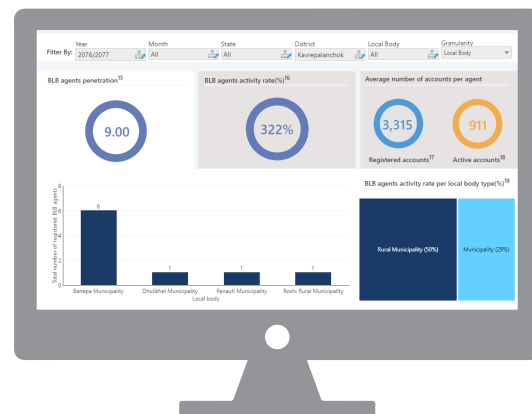 Filter By:
Year
2076/2077
Month
All
State
All
District
Kavrepalanchok
Local Body
All
Granularity
Local Body
BLB agents penetration15
9.00
BLB agents activity rate(%)16
322%
Average number of accounts per agent
3,315
Registered accounts17
911
Active accounts18
Total number of registered BLB agents
8
6
4
2
0
6
1
1
1
Banepa Municipality
Dhulikhel Municipality
Panauti Municipality
Roshi Rural Municipality
Local body
BLB agents activity rate per local body type(%)19
Rural Municipality (50%)
Municipality (29%)